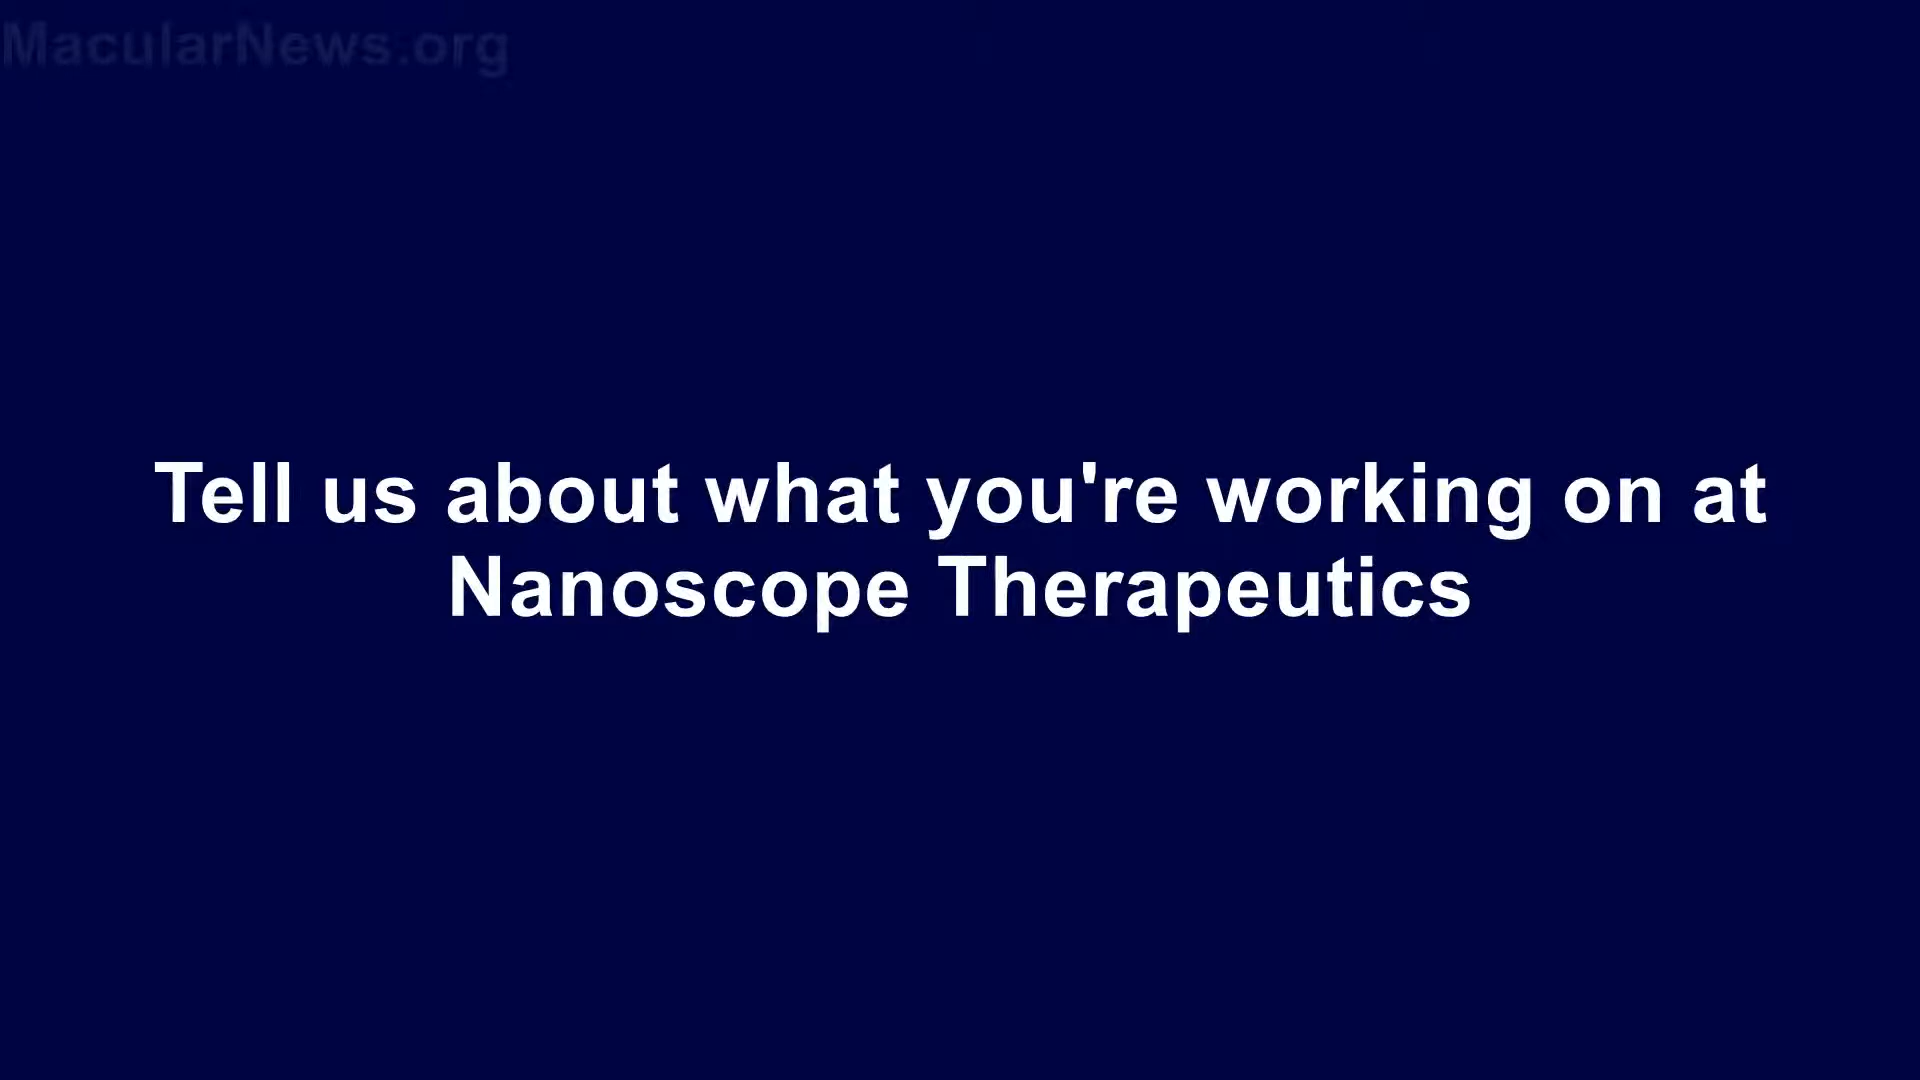 MacularNews.org
Tell us about what you're working on at
Nanoscope Therapeutics